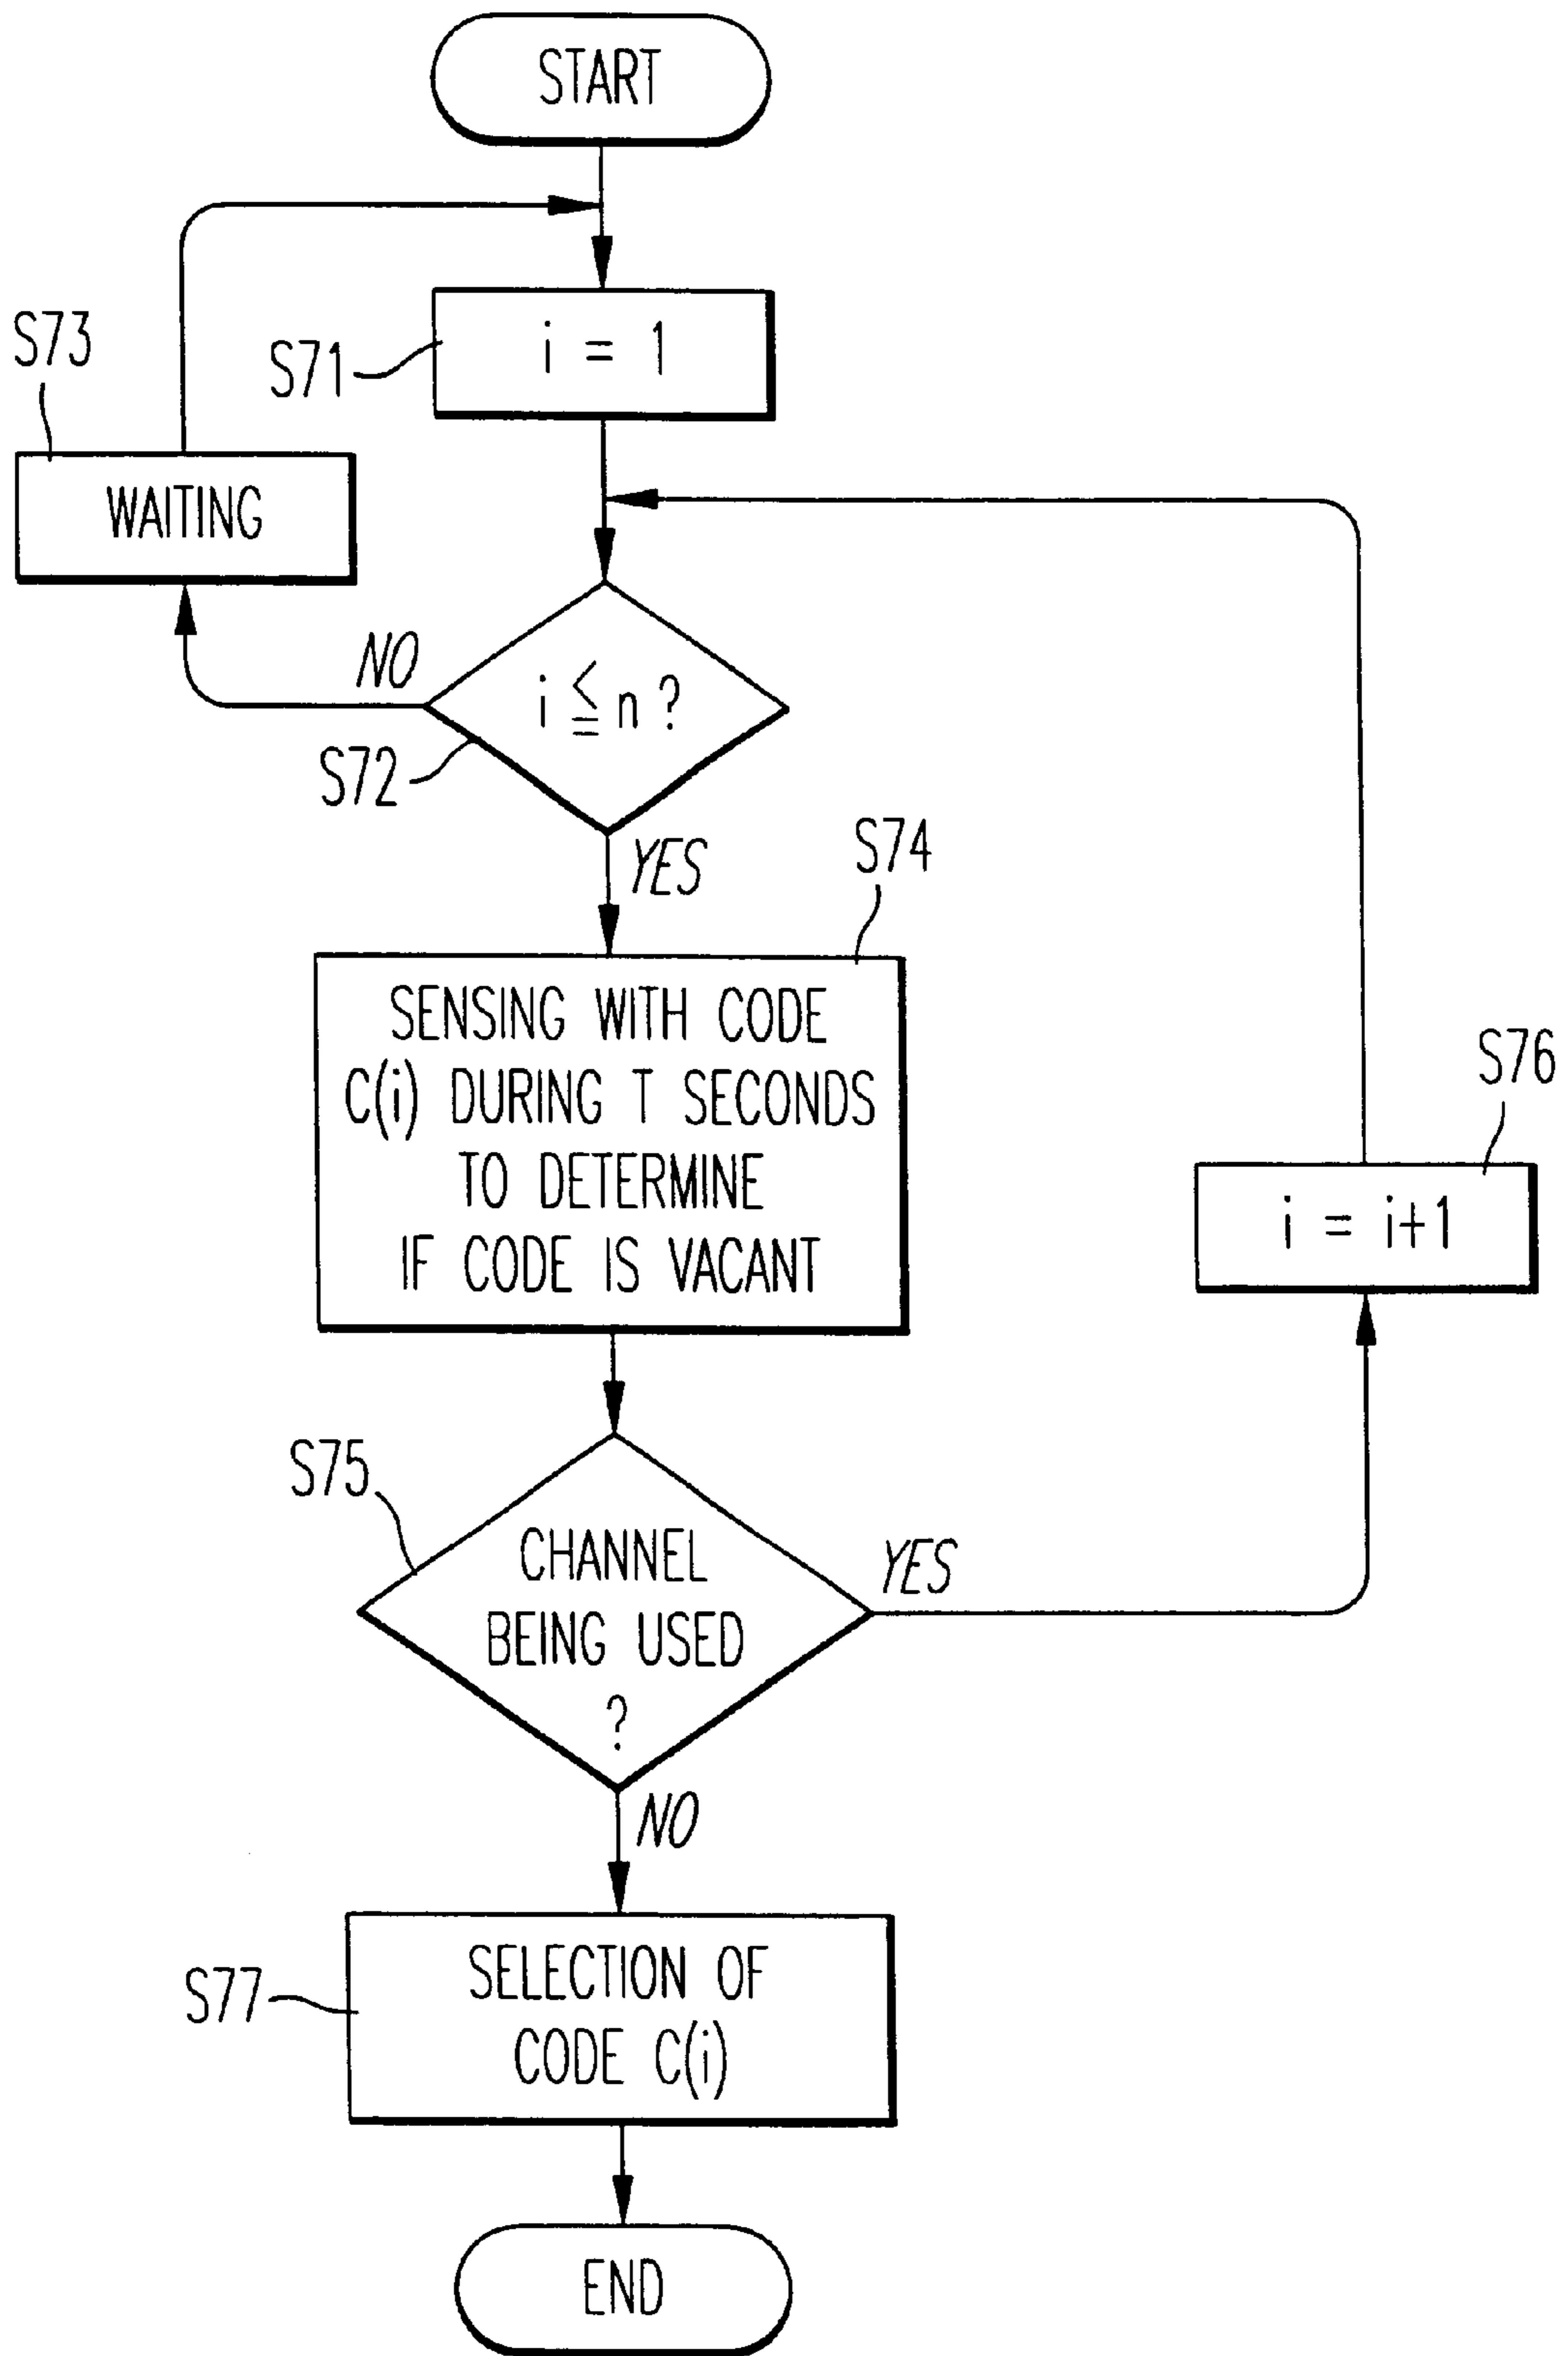 START
S73
S71
i = 1
WAITING
NO
i ≦ n ?
S72
YES
S74
SENSING WITH CODE
C(i) DURING T SECONDS
TO DETERMINE
IF CODE IS VACANT
S76
i = i+1
S75
CHANNEL
BEING USED
?
YES
NO
S77
SELECTION OF
CODE C(i)
END